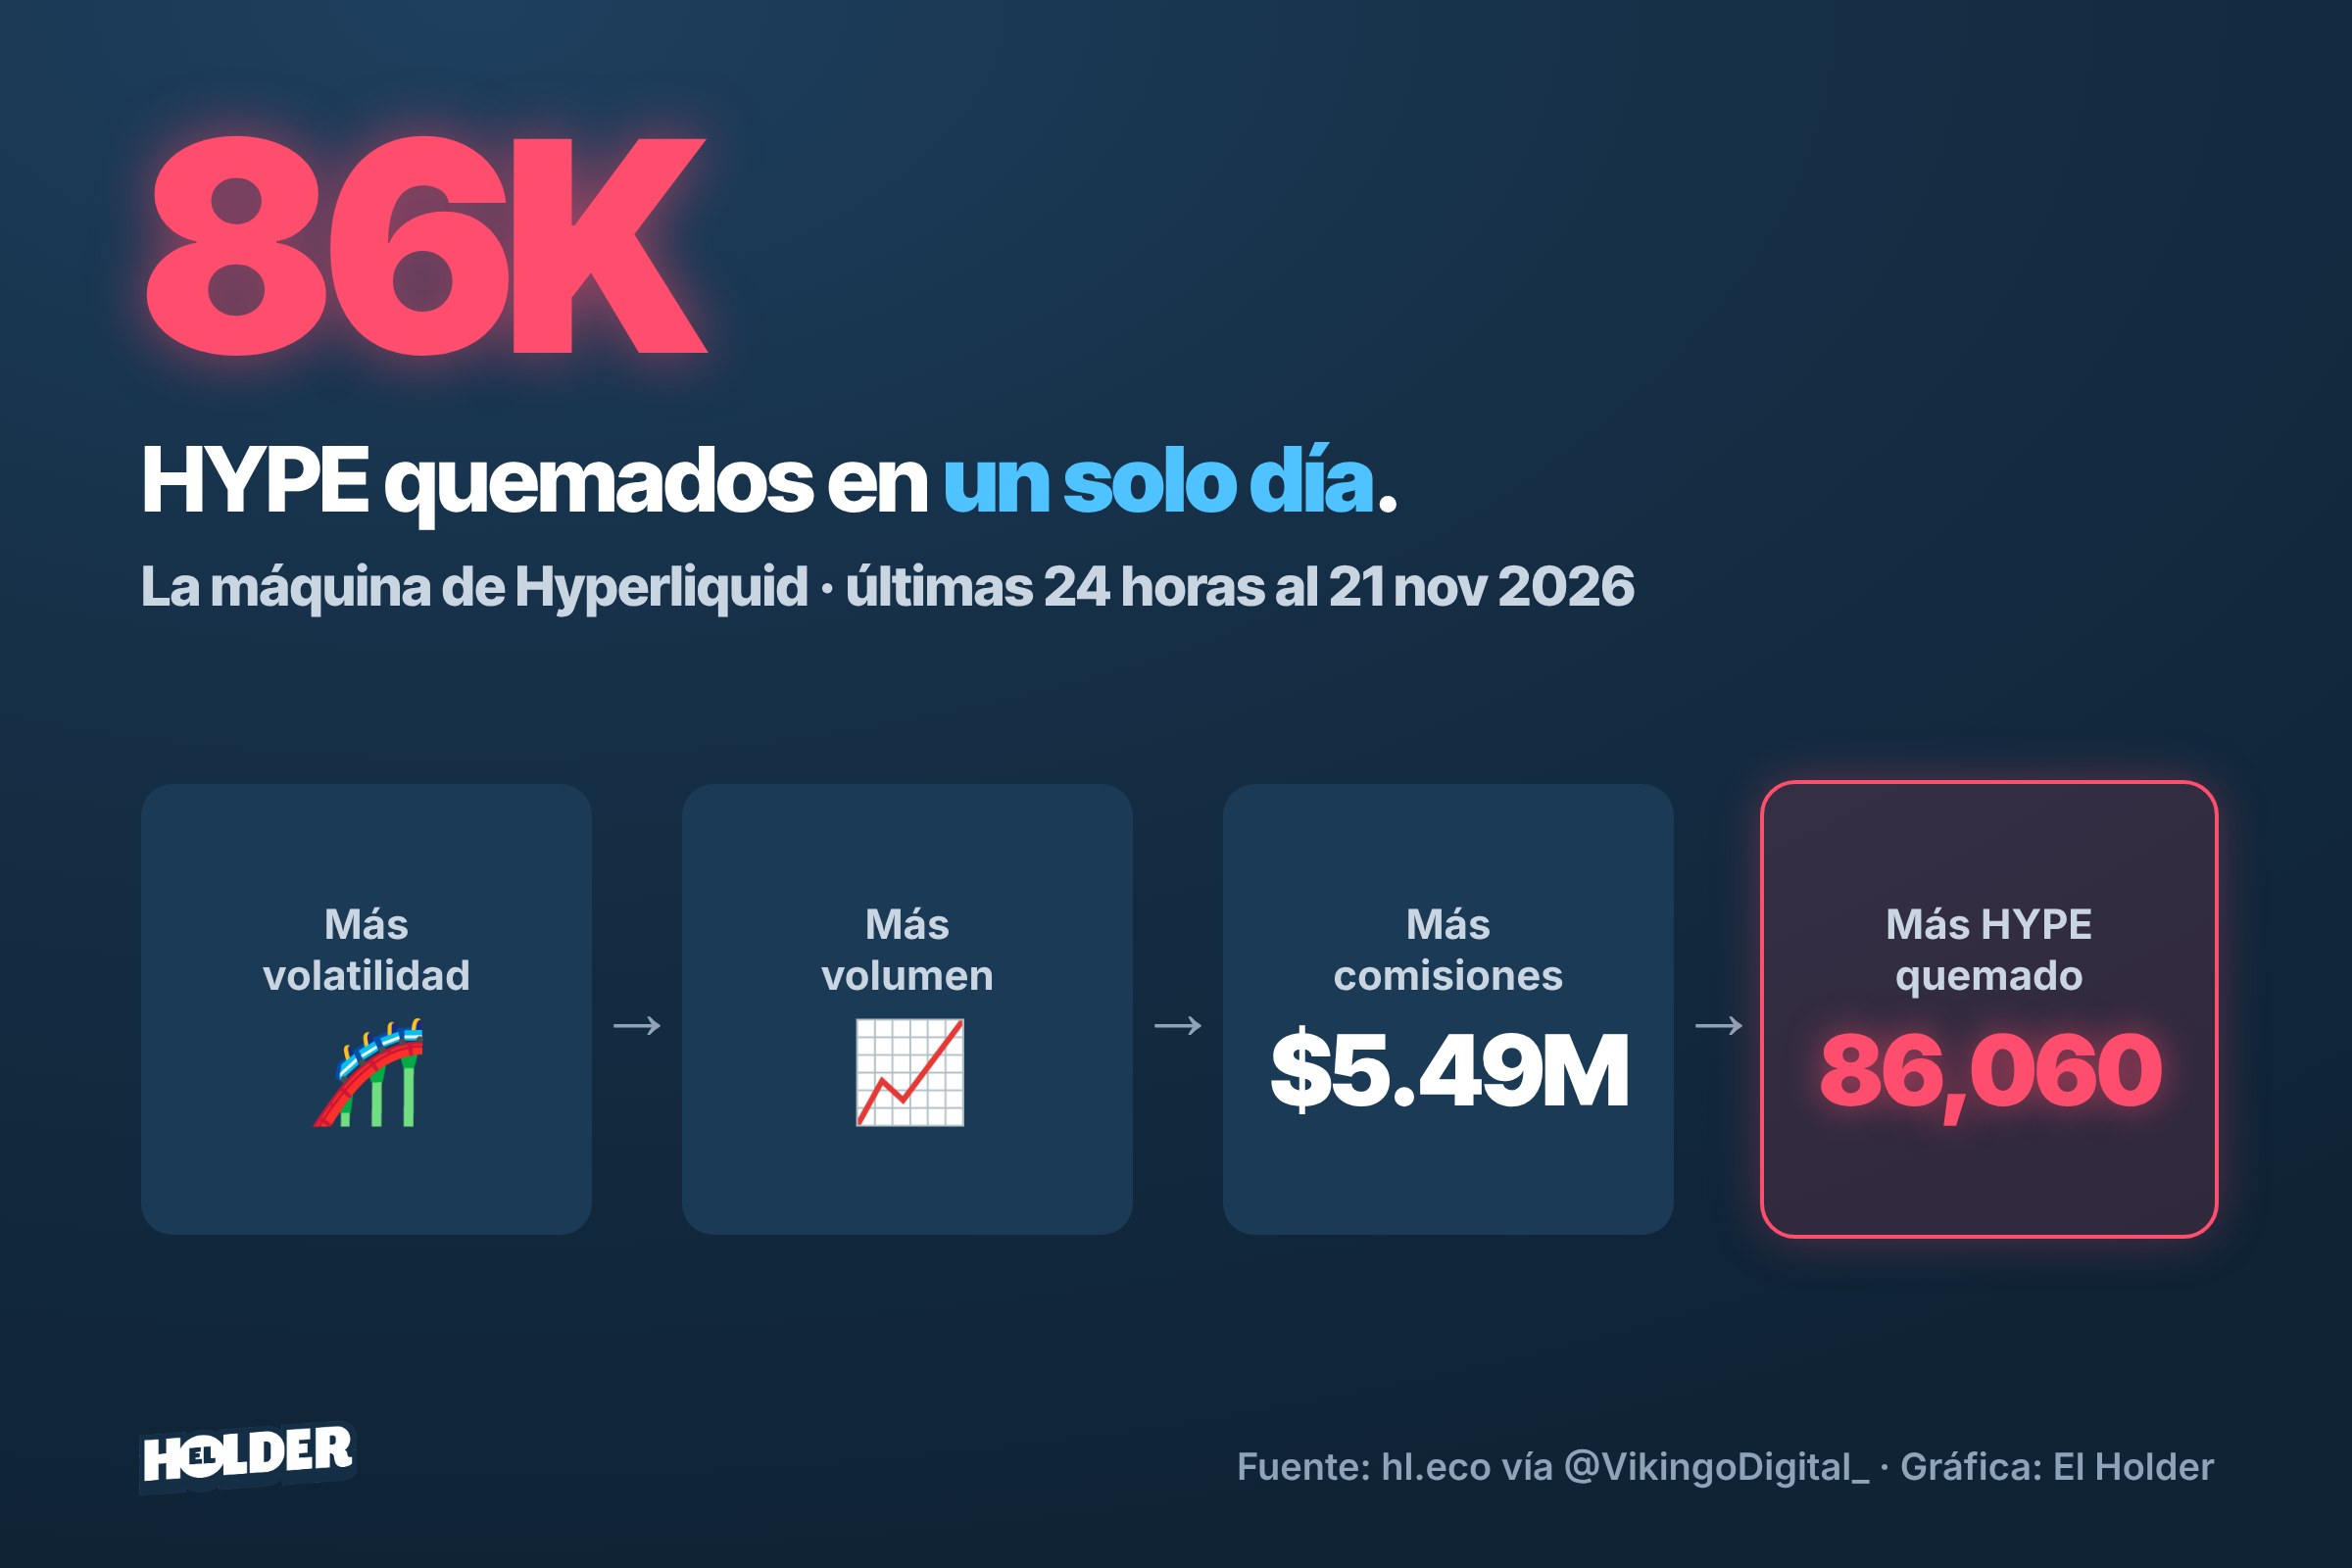 86K
HYPE quemados en un solo día.
La máquina de Hyperliquid · últimas 24 horas al 21 nov 2026
Más
volatilidad
→
Más
volumen
→
Más
comisiones
$5.49M
→
Más HYPE
quemado
86,060
HOLDER
EL
Fuente: hl.eco vía @VikingoDigital_ · Gráfica: El Holder